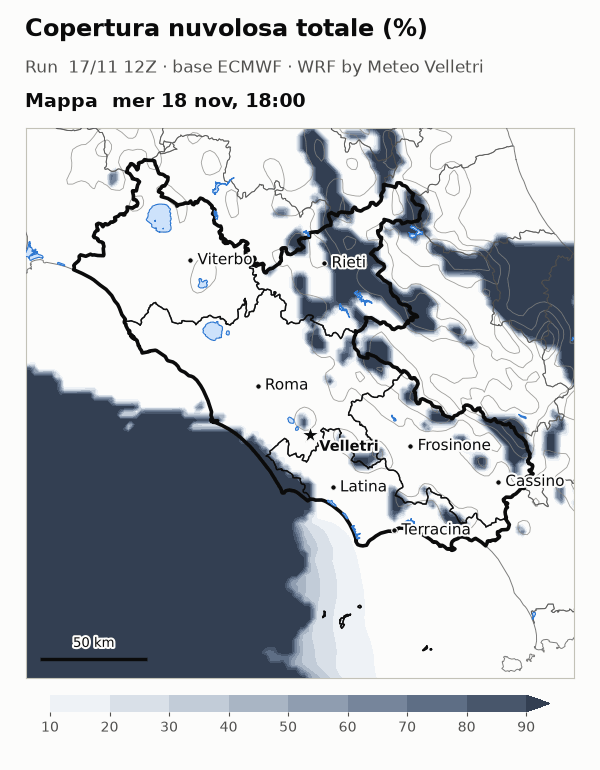 Copertura nuvolosa totale (%)
Run  17/11 12Z · base ECMWF · WRF by Meteo Velletri
Mappa  mer 18 nov, 18:00
Viterbo
Rieti
Roma
Velletri
Frosinone
Latina
Cassino
Terracina
50 km
10 20 30 40 50 60 70 80 90